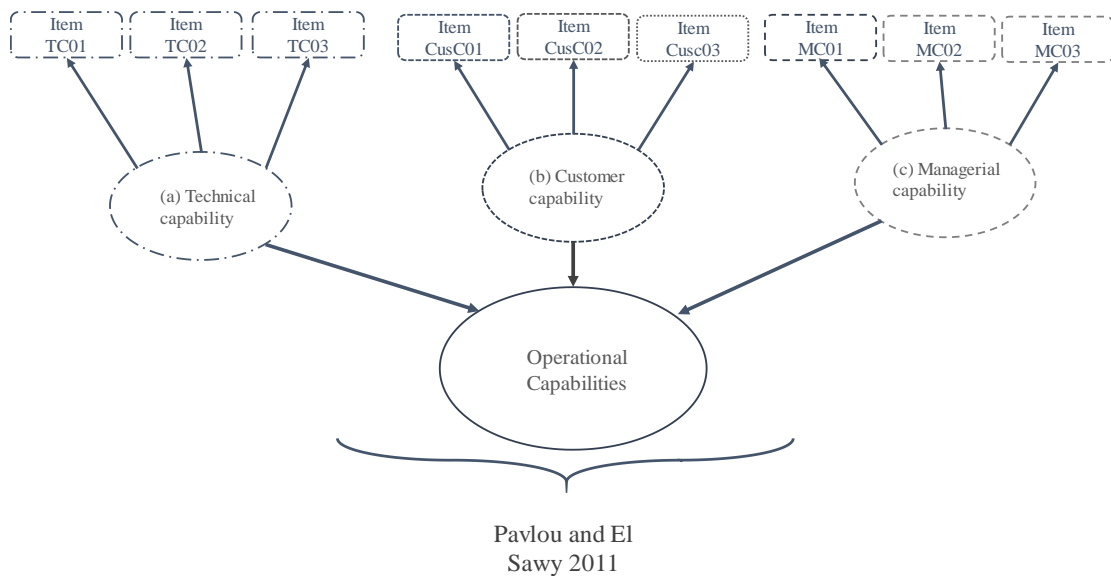 Item
TC01
Item
TC02
Item
TC03
Item
CusC01
Item
CusC02
Item
Cusc03
Item
MC01
Item
MC02
Item
MC03
(a) Technical
capability
(b) Customer
capability
(c) Managerial
capability
Operational
Capabilities
Pavlou and El
Sawy 2011